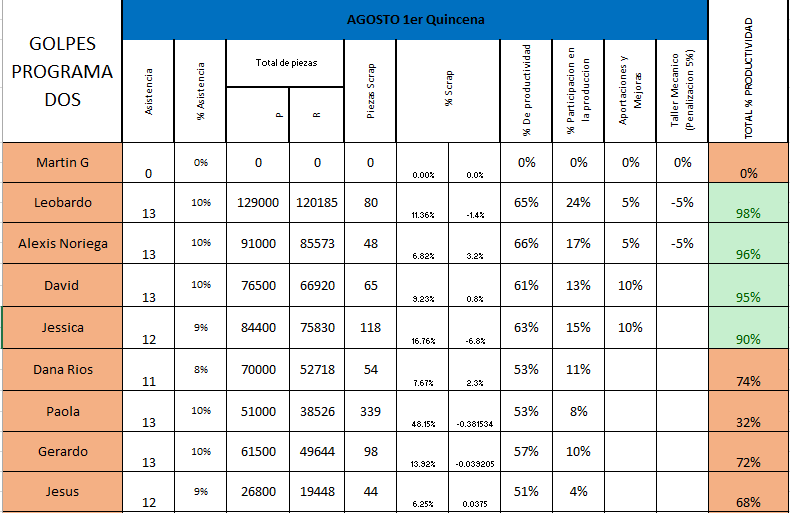 AGOSTO 1er Quincena
GOLPES
PROGRAMA
DOS
Asistencia
% Asistencia
Total de piezas
P
R
Piezas Scrap
% Scrap
% De productividad
% Participacion en
la produccion
Aportaciones y
Mejoras
Taller Mecanico
(Penalizacion 5%)
TOTAL % PRODUCTIVIDAD
Martin G 0 0% 0 0 0 0.00% 0.0% 0% 0% 0% 0% 0%
Leobardo 13 10% 129000 120185 80 11.36% -1.4% 65% 24% 5% -5% 98%
Alexis Noriega 13 10% 91000 85573 48 6.82% 3.2% 66% 17% 5% -5% 96%
David 13 10% 76500 66920 65 9.23% 0.8% 61% 13% 10% 95%
Jessica 12 9% 84400 75830 118 16.76% -6.8% 63% 15% 10% 90%
Dana Rios 11 8% 70000 52718 54 7.67% 2.3% 53% 11% 74%
Paola 13 10% 51000 38526 339 48.15% -0.381534 53% 8% 32%
Gerardo 13 10% 61500 49644 98 13.92% -0.039205 57% 10% 72%
Jesus 12 9% 26800 19448 44 6.25% 0.0375 51% 4% 68%